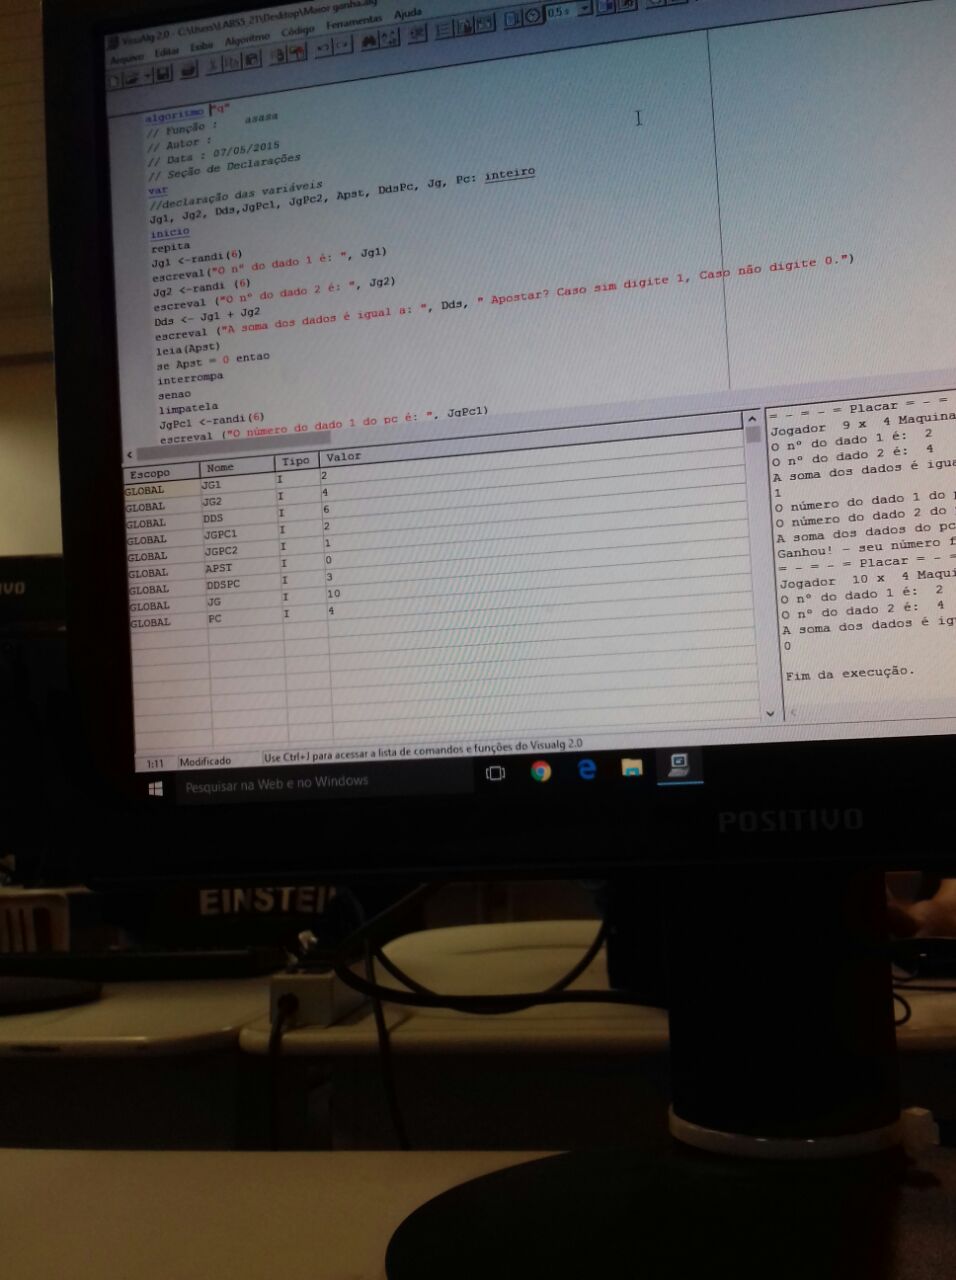 VisuAlg 2.0 - C:\Users\LABS5_21\Desktop\Maior ganha.alg
Arquivo Editar Exibir Algoritmo Código Ferramentas Ajuda
0,5 s
algoritmo "q"
// Função : asasa
// Autor :
// Data : 07/05/2015
// Seção de Declarações
var
//declaração das variáveis
Jg1, Jg2, Dds,JgPc1, JgPc2, Apst, DdsPc, Jg, Pc: inteiro
inicio
repita
Jg1 <-randi(6)
escreval("O nº do dado 1 é: ", Jg1)
Jg2 <-randi (6)
escreval ("O nº do dado 2 é: ", Jg2)
Dds <- Jg1 + Jg2
escreval ("A soma dos dados é igual a: ", Dds, " Apostar? Caso sim digite 1, Caso não digite 0.")
leia(Apst)
se Apst = 0 entao
interrompa
senao
limpatela
JgPc1 <-randi(6)
escreval ("O número do dado 1 do pc é: ", JgPc1)
Escopo Nome Tipo Valor
GLOBAL JG1 I 2
GLOBAL JG2 I 4
GLOBAL DDS I 6
GLOBAL JGPC1 I 2
GLOBAL JGPC2 I 1
GLOBAL APST I 0
GLOBAL DDSPC I 3
GLOBAL JG I 10
GLOBAL PC I 4
= - = - = Placar = - =
Jogador 9 x 4 Maquina
O nº do dado 1 é: 2
O nº do dado 2 é: 4
A soma dos dados é igua
1
O número do dado 1 do p
O número do dado 2 do
A soma dos dados do pc
Ganhou! - seu número f
= - = - = Placar = - =
Jogador 10 x 4 Maqui
O nº do dado 1 é: 2
O nº do dado 2 é: 4
A soma dos dados é ig
0
Fim da execução.
1:11 Modificado Use Ctrl+J para acessar a lista de comandos e funções do Visualg 2.0
Pesquisar na Web e no Windows
POSITIVO
IVO
EINSTEI